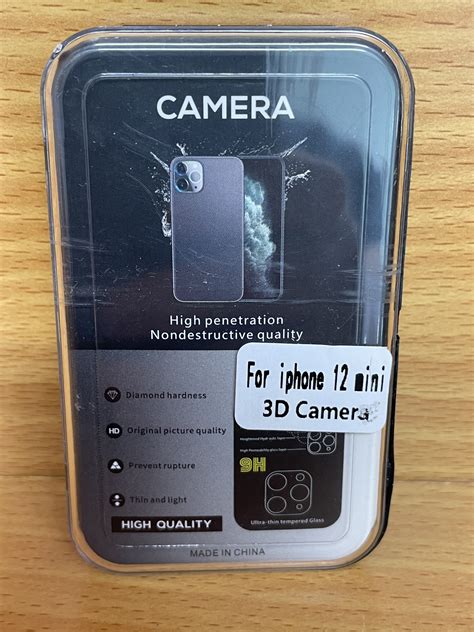 CAMERA
High penetration
Nondestructive quality
For iphone 12 mini
3D Camera
Diamond hardness
HD
Original picture quality
Prevent rupture
Thin and light
HIGH QUALITY
9H
Ultra-thin tempered Glass
MADE IN CHINA